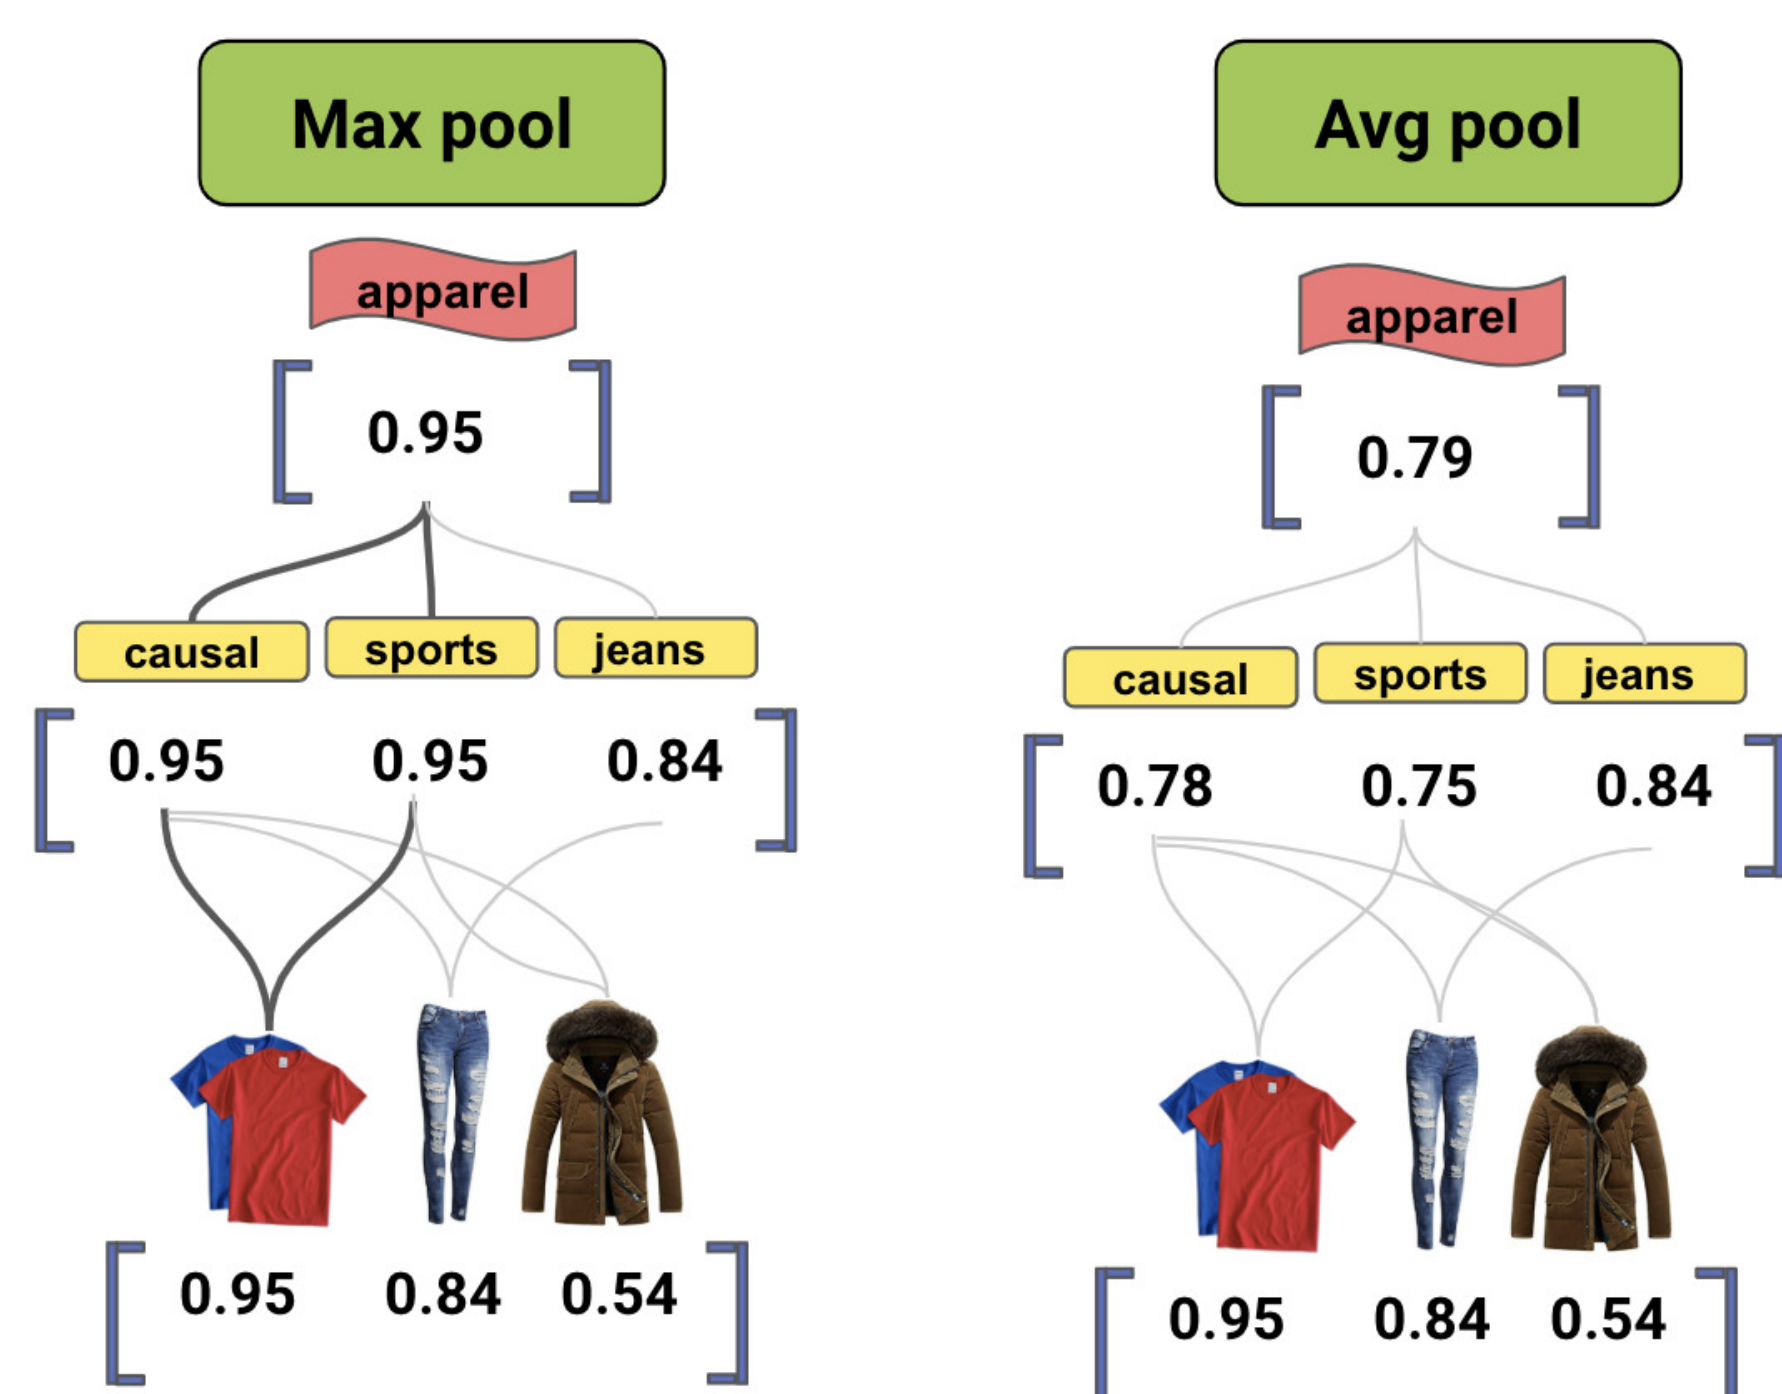 Max pool
apparel
0.95
causal sports jeans
0.95 0.95 0.84
0.95 0.84 0.54
Avg pool
apparel
0.79
causal sports jeans
0.78 0.75 0.84
0.95 0.84 0.54